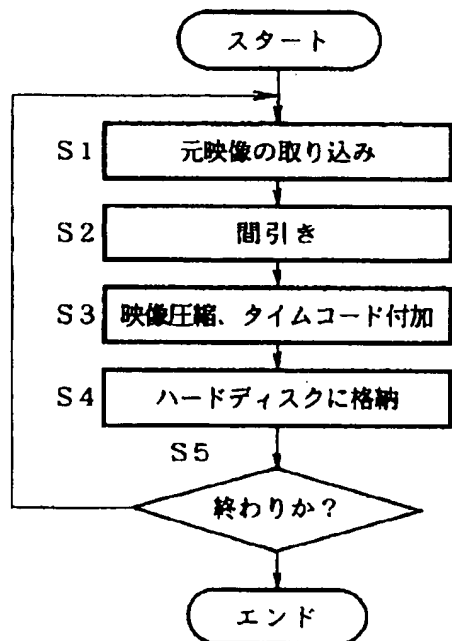 スタート
S1 元映像の取り込み
S2 間引き
S3 映像圧縮、タイムコード付加
S4 ハードディスクに格納
S5
終わりか?
エンド